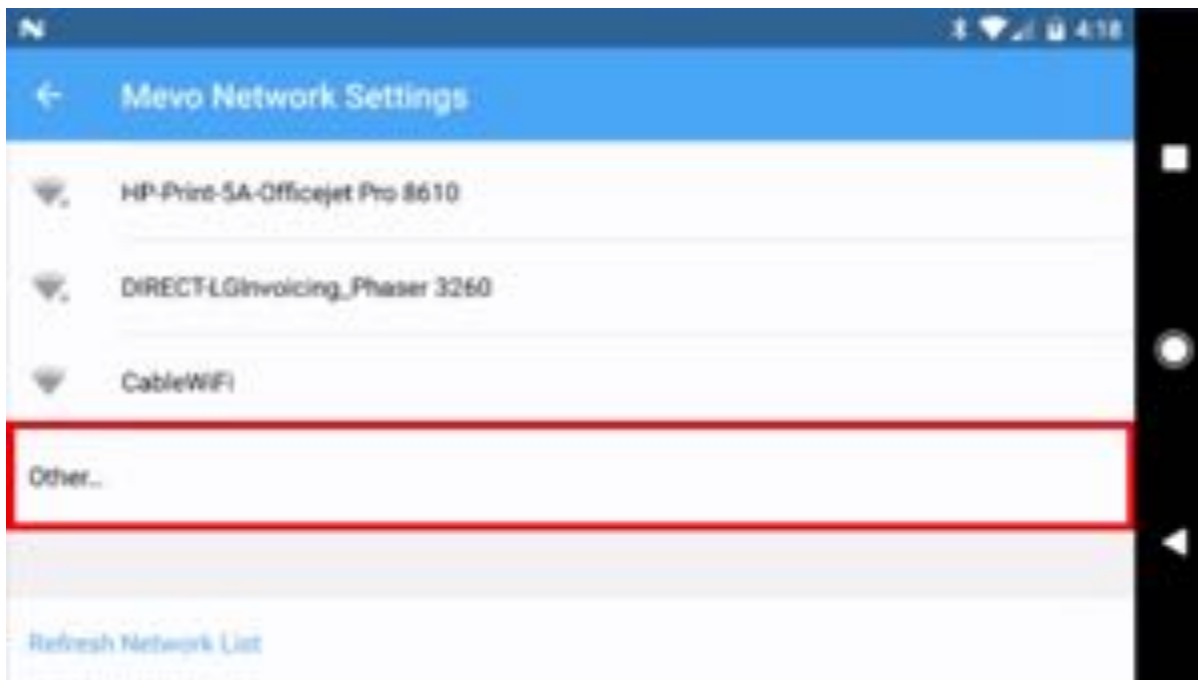 N 4:18
Mevo Network Settings
HP-Print-5A-Officejet Pro 8610
DIRECT-LGInvoicing_Phaser 3260
CableWiFi
Other...
Refresh Network List